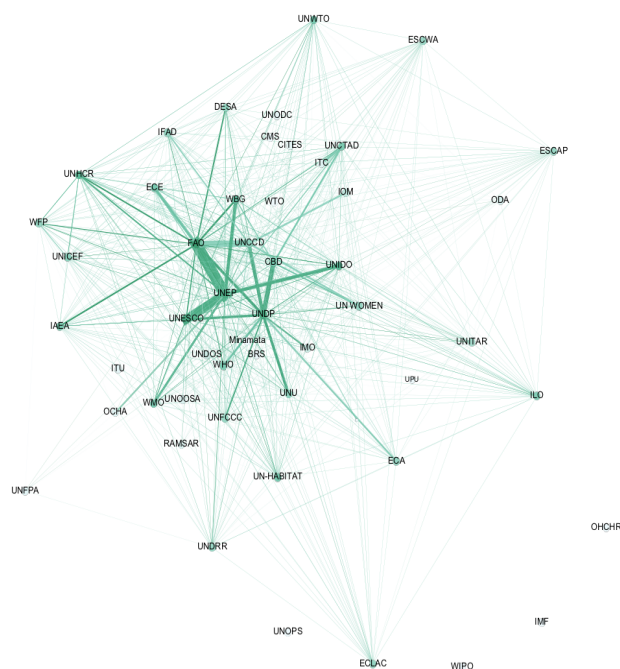 UNWTO
ESCWA
DESA
UNODC
IFAD
CMS
CITES
UNCTAD
ESCAP
ITC
UNHCR
ECE
WBG
WTO
IOM
ODA
WFP
FAO
UNCCD
UNICEF
CBD
UNIDO
UNEP
UN-WOMEN
IAEA
UNESCO
UNDP
Minamata
UNITAR
UNDOS
BRS
IMO
ITU
WHO
UPU
UNU
ILO
UNOOSA
WMO
OCHA
UNFCCC
RAMSAR
ECA
UN-HABITAT
UNFPA
OHCHR
UNDRR
IMF
UNOPS
ECLAC
WIPO